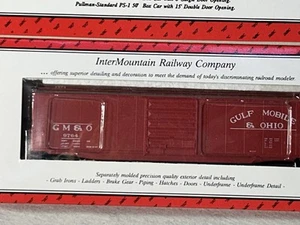 Pullman-Standard PS-1 50' Box Car with 15' Double Door Opening.
InterMountain Railway Company
... offering superior detailing and decoration to meet the demand of today's discriminating railroad modeler.
GM&O
GULF MOBILE
& OHIO
Separately molded precision quality exterior detail including
- Grab Irons - Ladders - Brake Gear - Piping - Hatches - Doors - Underframe - Underframe Detail -